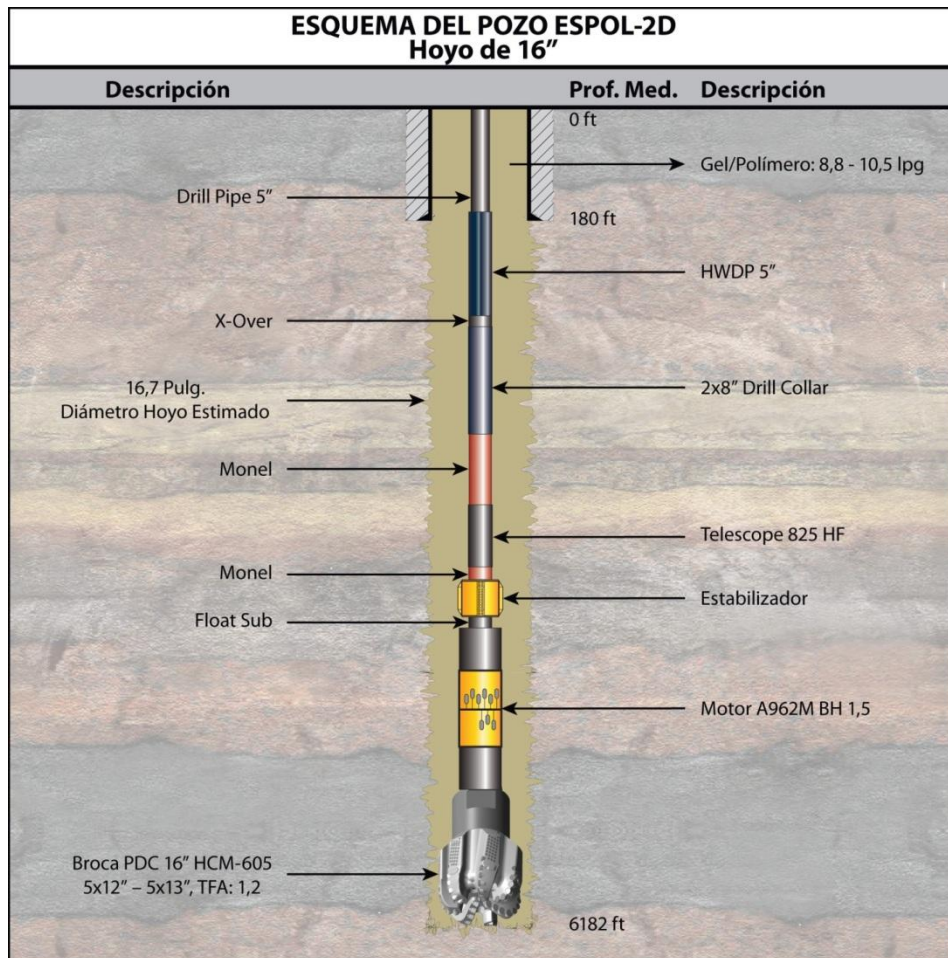 ESQUEMA DEL POZO ESPOL-2D
Hoyo de 16”
Descripción
Prof. Med.
Descripción
0 ft
Gel/Polímero: 8,8 - 10,5 lpg
Drill Pipe 5”
180 ft
HWDP 5”
X-Over
16,7 Pulg.
Diámetro Hoyo Estimado
2x8” Drill Collar
Monel
Telescope 825 HF
Monel
Estabilizador
Float Sub
Motor A962M BH 1,5
Broca PDC 16” HCM-605
5x12” – 5x13”, TFA: 1,2
6182 ft